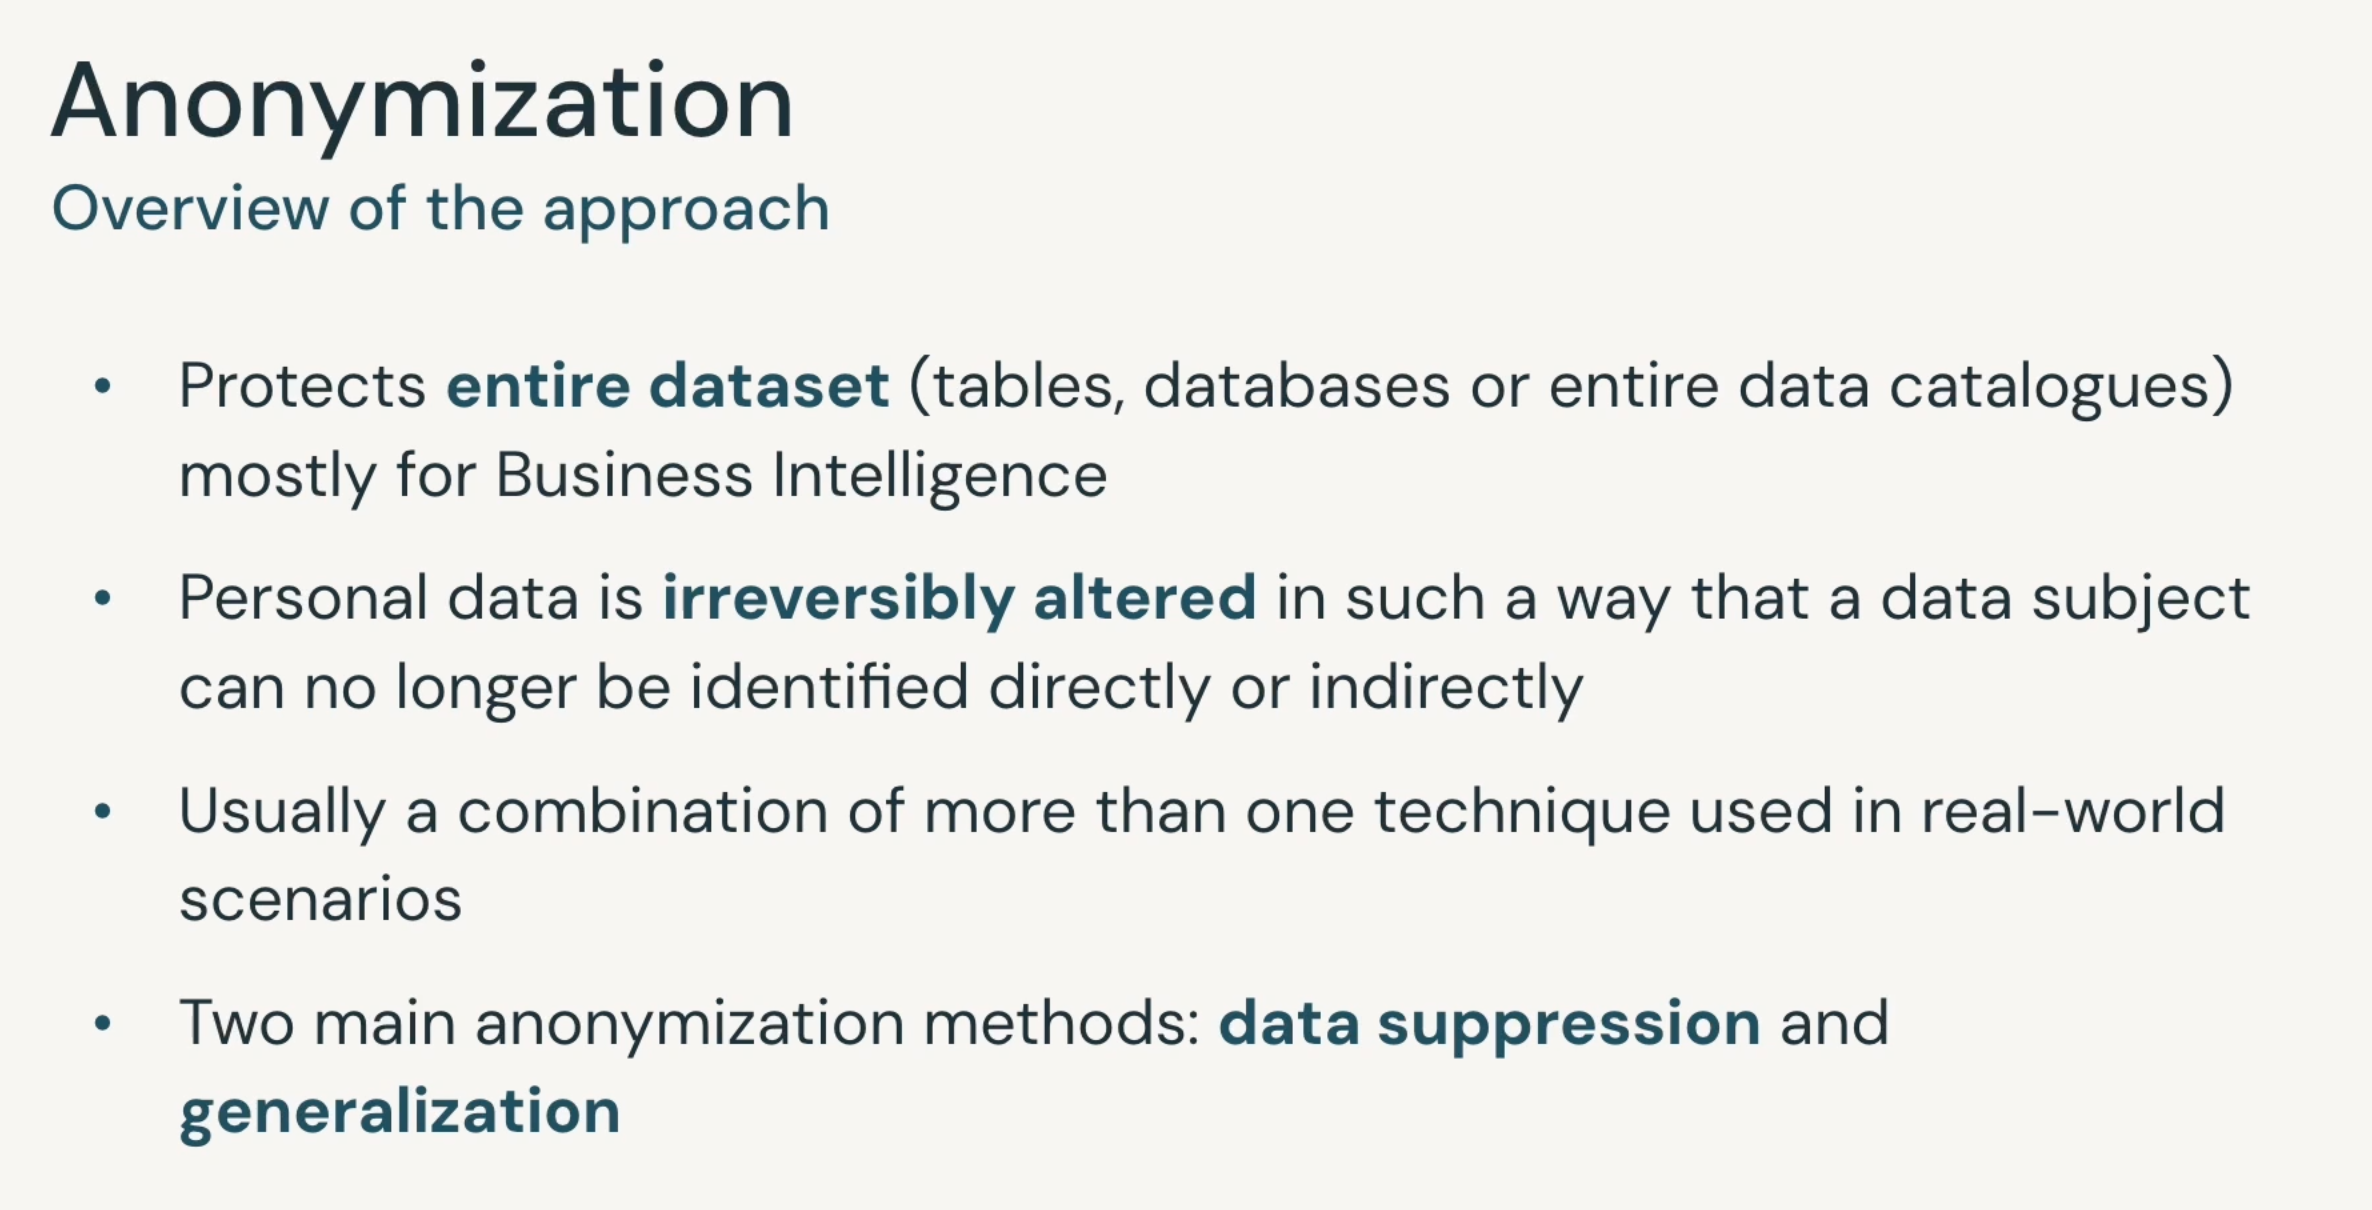 Anonymization
Overview of the approach
• Protects entire dataset (tables, databases or entire data catalogues)
mostly for Business Intelligence
• Personal data is irreversibly altered in such a way that a data subject
can no longer be identified directly or indirectly
• Usually a combination of more than one technique used in real-world
scenarios
• Two main anonymization methods: data suppression and
generalization